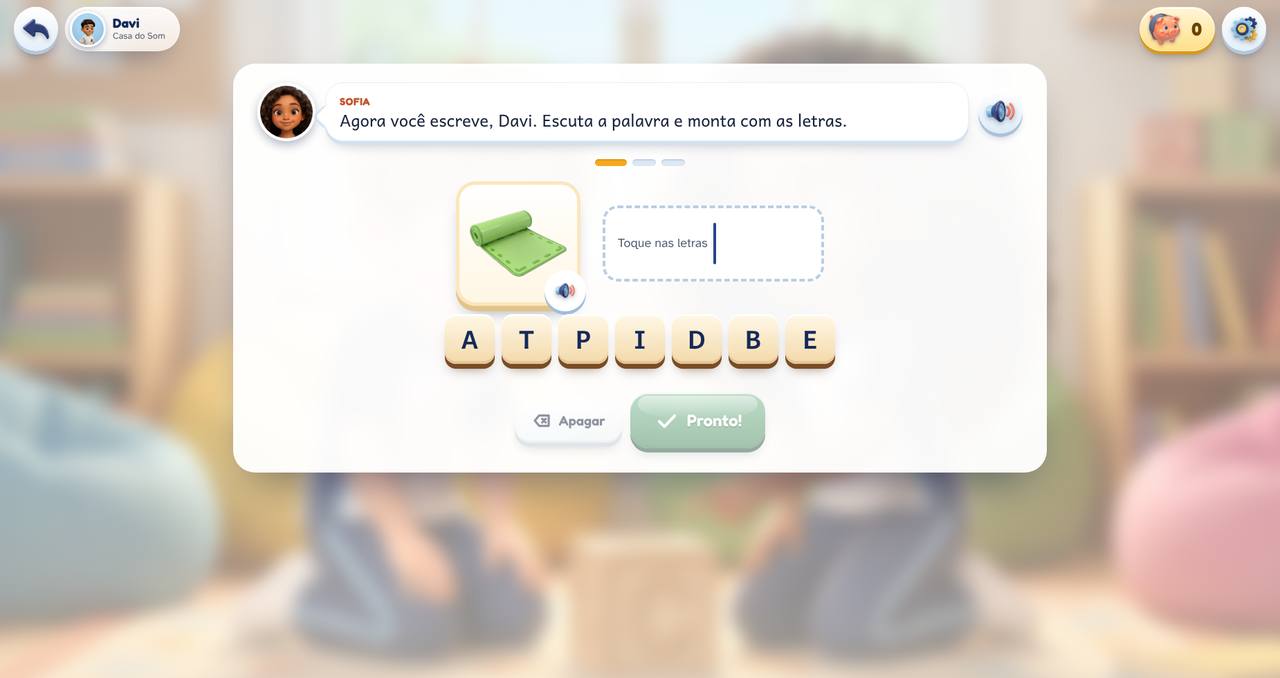 Davi
Casa do Som
0
SOFIA
Agora você escreve, Davi. Escuta a palavra e monta com as letras.
Toque nas letras
A T P I D B E
Apagar
Pronto!